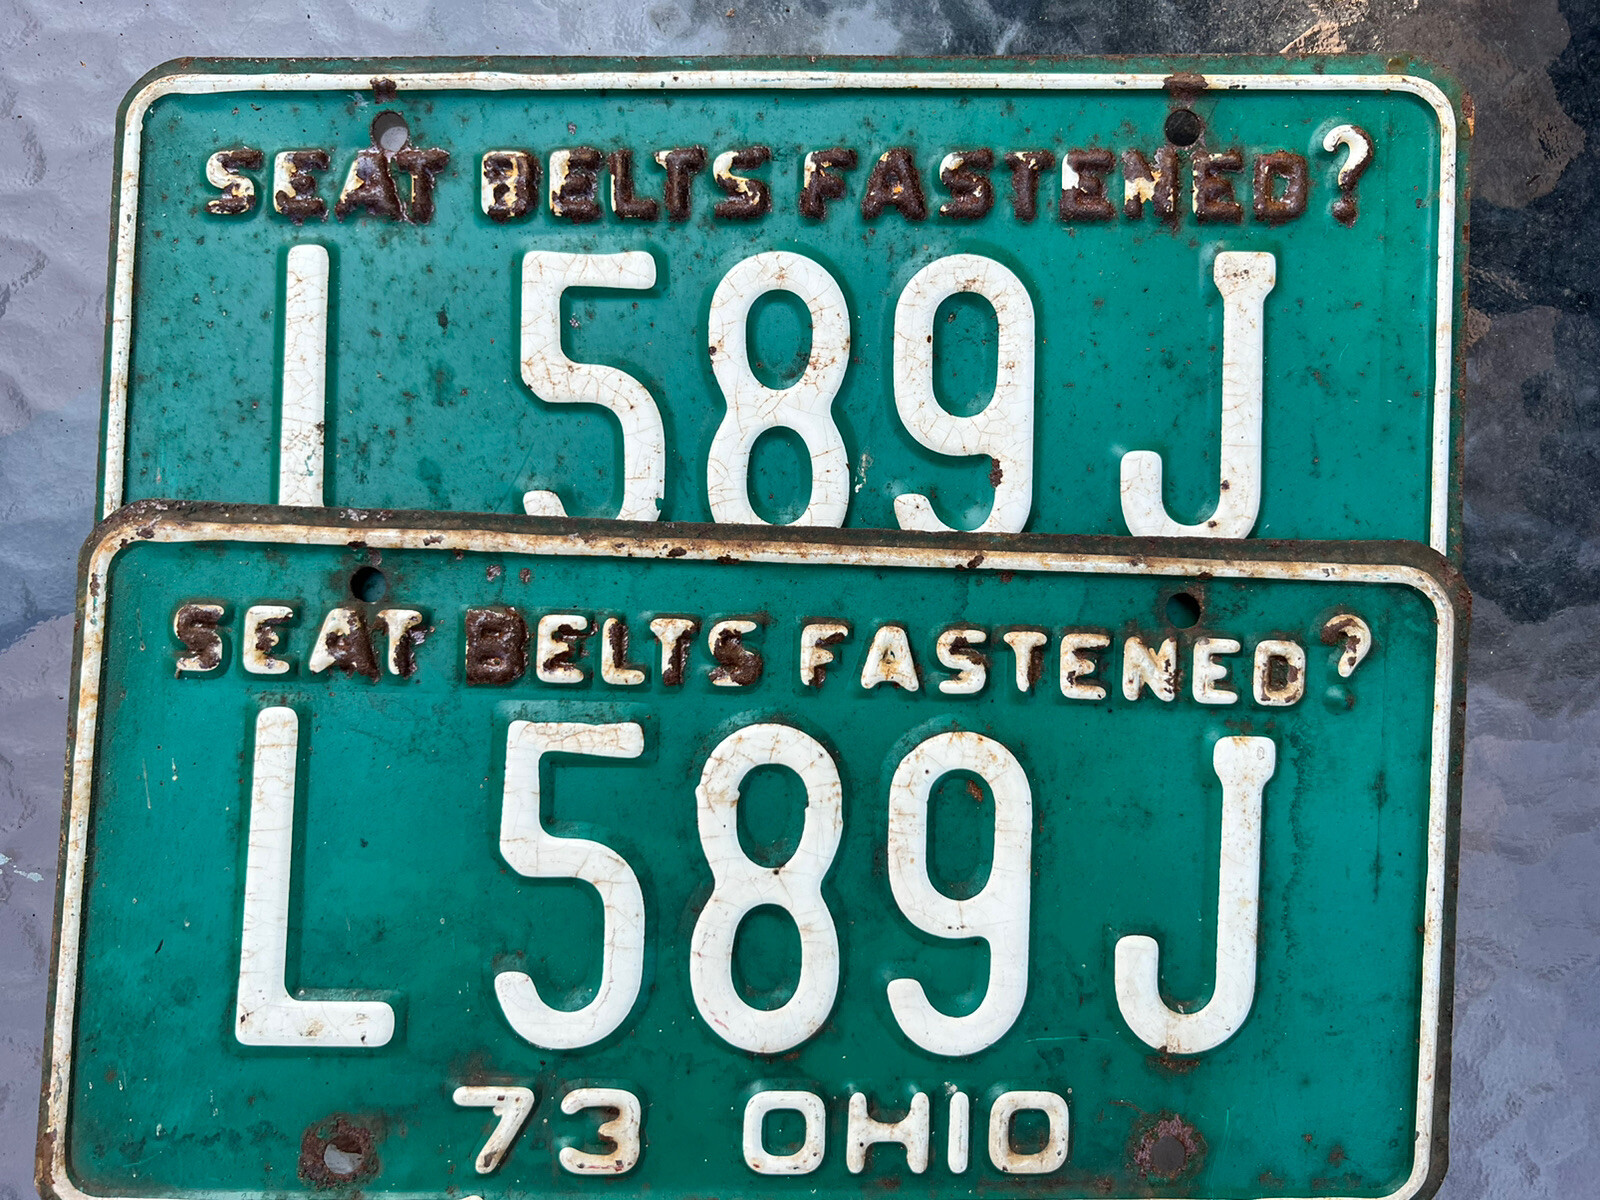 SEAT BELTS FASTENED?
L 589 J
SEAT BELTS FASTENED?
L 589 J
73 OHIO